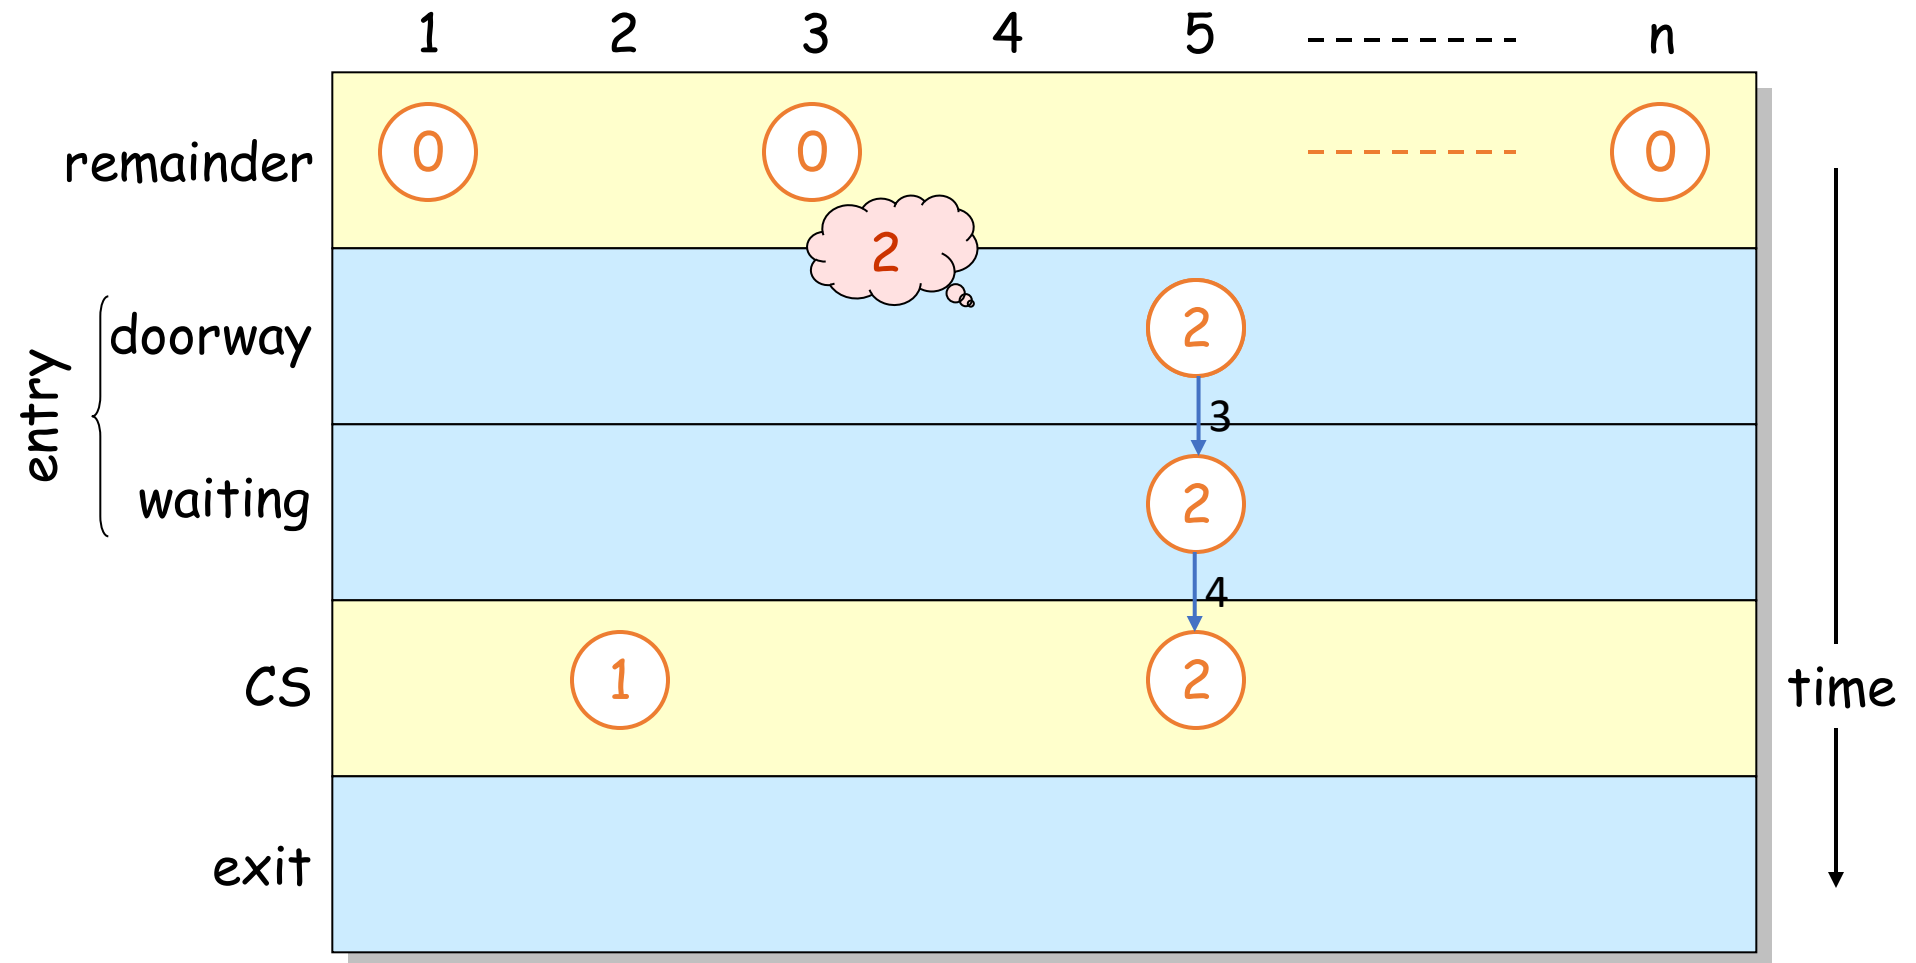 1 2 3 4 5 n
remainder 0 0 0
2
doorway 2
3
entry
waiting 2
4
CS 1 2
time
exit